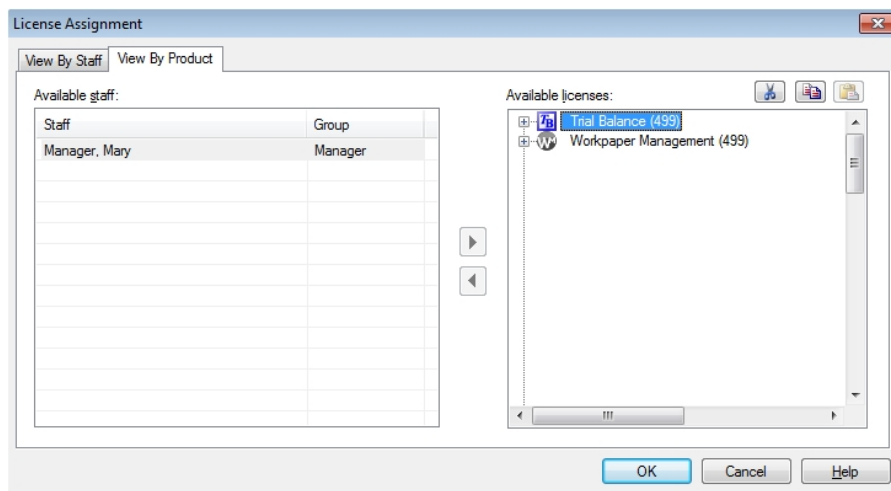 License Assignment
View By Staff
View By Product
Available staff:
Available licenses:
Staff Group
Manager, Mary Manager
TB Trial Balance (499)
W Workpaper Management (499)
OK Cancel Help